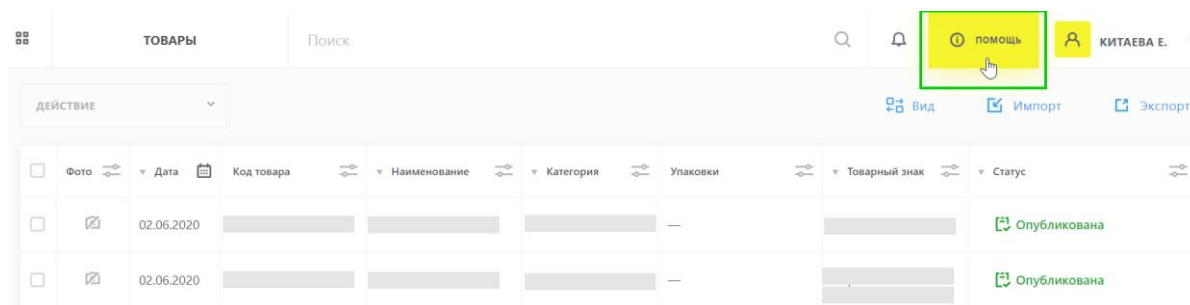 ТОВАРЫ Поиск ПОМОЩЬ КИТАЕВА Е.
ДЕЙСТВИЕ Вид Импорт Экспорт
Фото Дата Код товара Наименование Категория Упаковки Товарный знак Статус
02.06.2020 — Опубликована
02.06.2020 — Опубликована